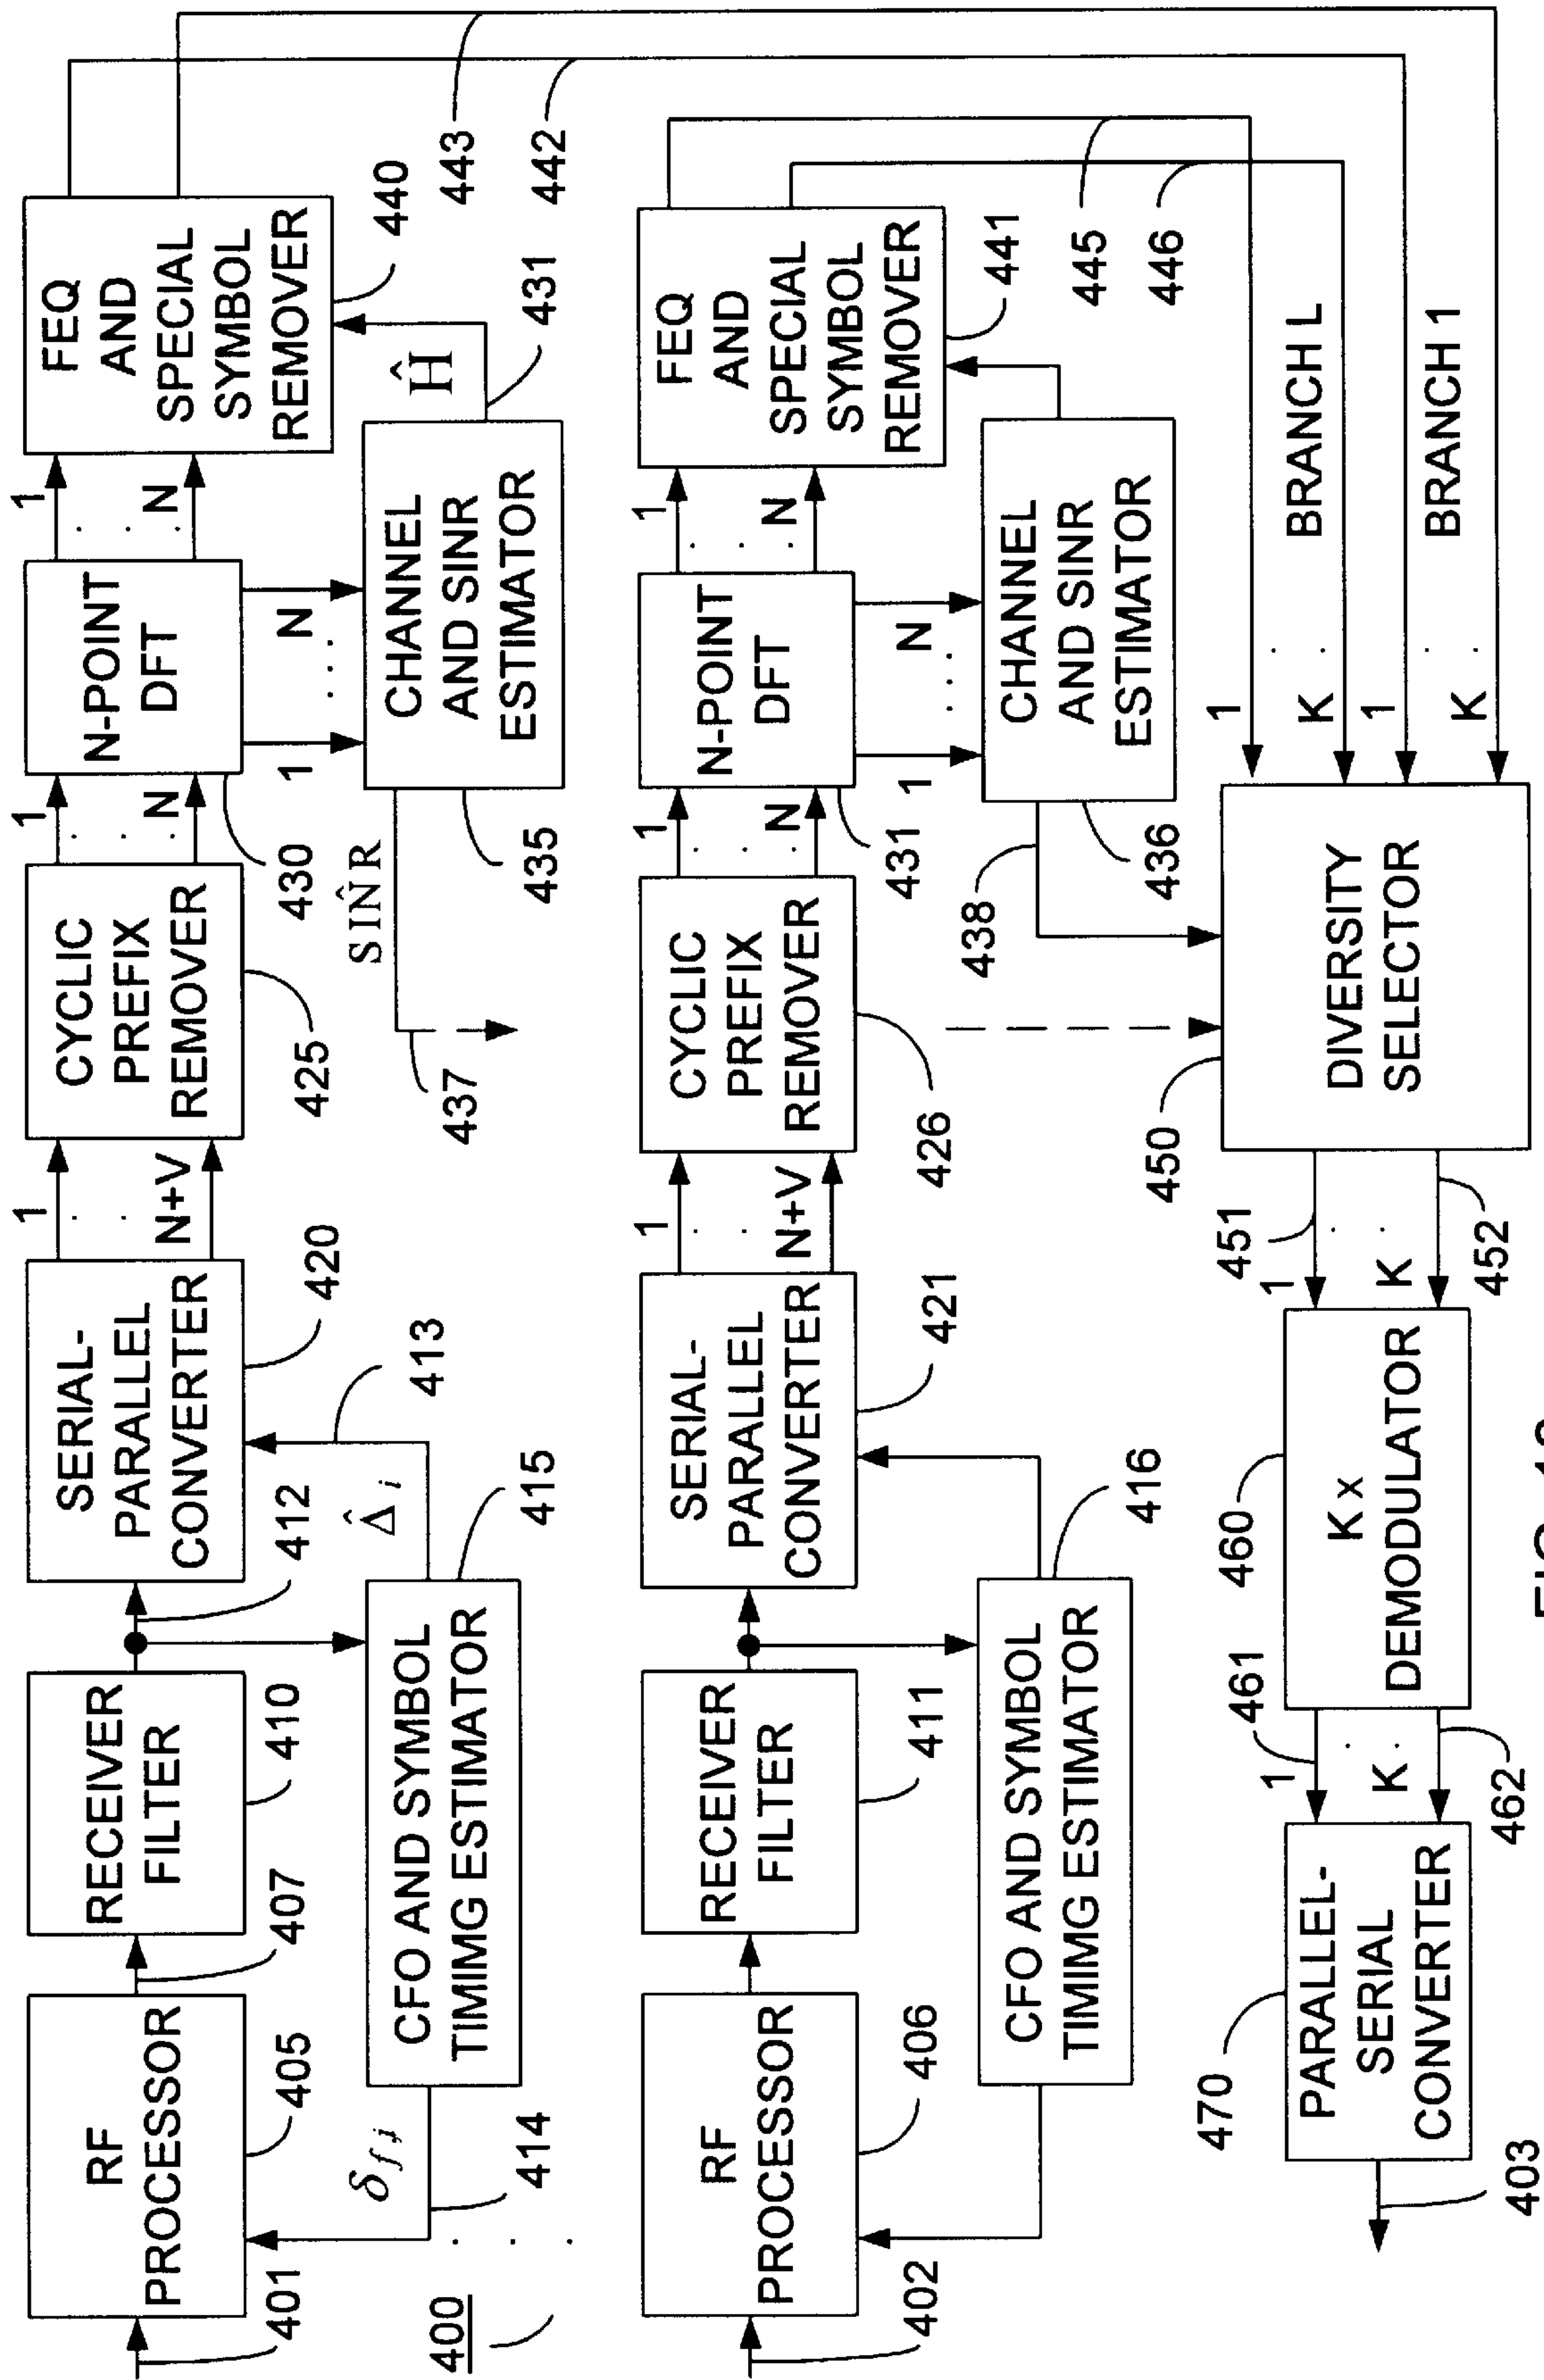 RF
PROCESSOR
RECEIVER
FILTER
SERIAL-
PARALLEL
CONVERTER
CYCLIC
PREFIX
REMOVER
N-POINT
DFT
FEQ
AND
SPECIAL
SYMBOL
REMOVER
401
405
407
410
412
420
1
N+V
425
1
N
430
1
N
440
443
442
δ̂ f,i
414
CFO AND SYMBOL
TIMIMG ESTIMATOR
415
Δ̂ i
413
SIN̂R
437
1
N
CHANNEL
AND SINR
ESTIMATOR
435
Ĥ
431
400
RF
PROCESSOR
RECEIVER
FILTER
SERIAL-
PARALLEL
CONVERTER
CYCLIC
PREFIX
REMOVER
N-POINT
DFT
FEQ
AND
SPECIAL
SYMBOL
REMOVER
402
406
411
421
1
N+V
426
1
N
431
1
N
441
445
446
CFO AND SYMBOL
TIMIMG ESTIMATOR
416
1
N
CHANNEL
AND SINR
ESTIMATOR
436
438
403
470
PARALLEL-
SERIAL
CONVERTER
461
1
K
462
460
K x
DEMODULATOR
451
1
K
452
450
DIVERSITY
SELECTOR
1
K
BRANCH L
1
K
BRANCH 1